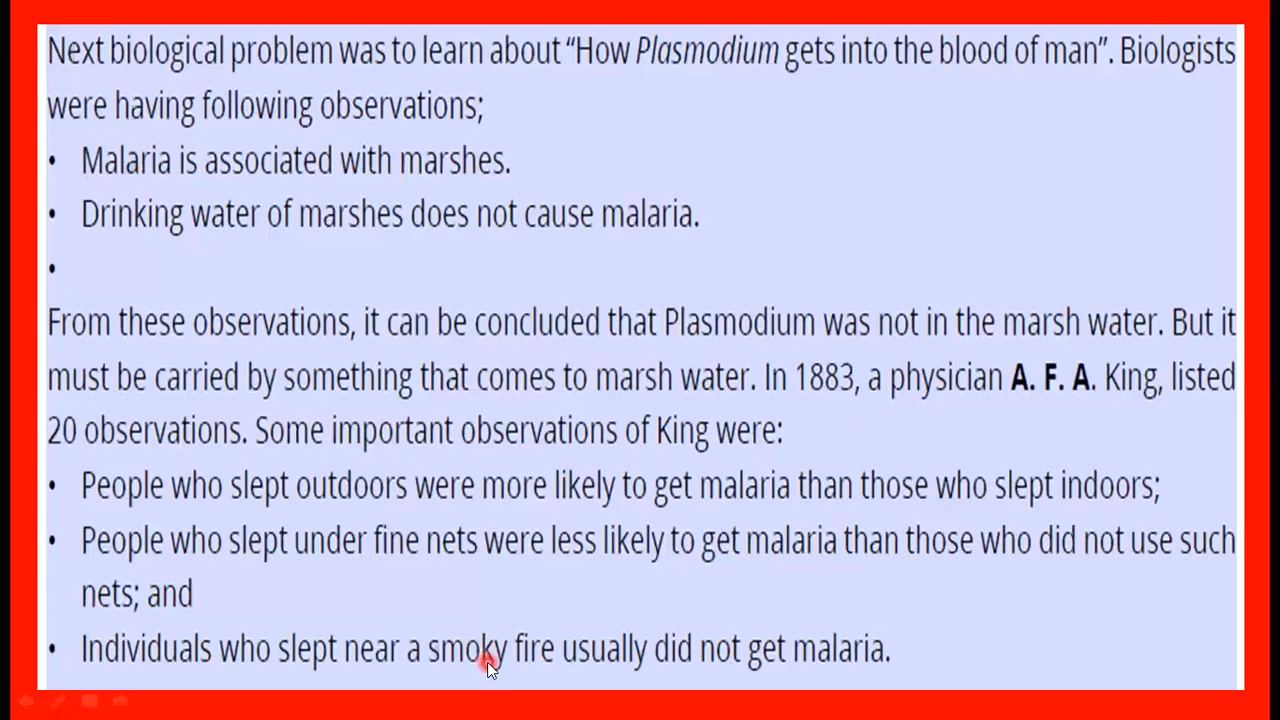 Next biological problem was to learn about “How Plasmodium gets into the blood of man”. Biologists
were having following observations;
• Malaria is associated with marshes.
• Drinking water of marshes does not cause malaria.
•
From these observations, it can be concluded that Plasmodium was not in the marsh water. But it
must be carried by something that comes to marsh water. In 1883, a physician A. F. A. King, listed
20 observations. Some important observations of King were:
• People who slept outdoors were more likely to get malaria than those who slept indoors;
• People who slept under fine nets were less likely to get malaria than those who did not use such
nets; and
• Individuals who slept near a smoky fire usually did not get malaria.